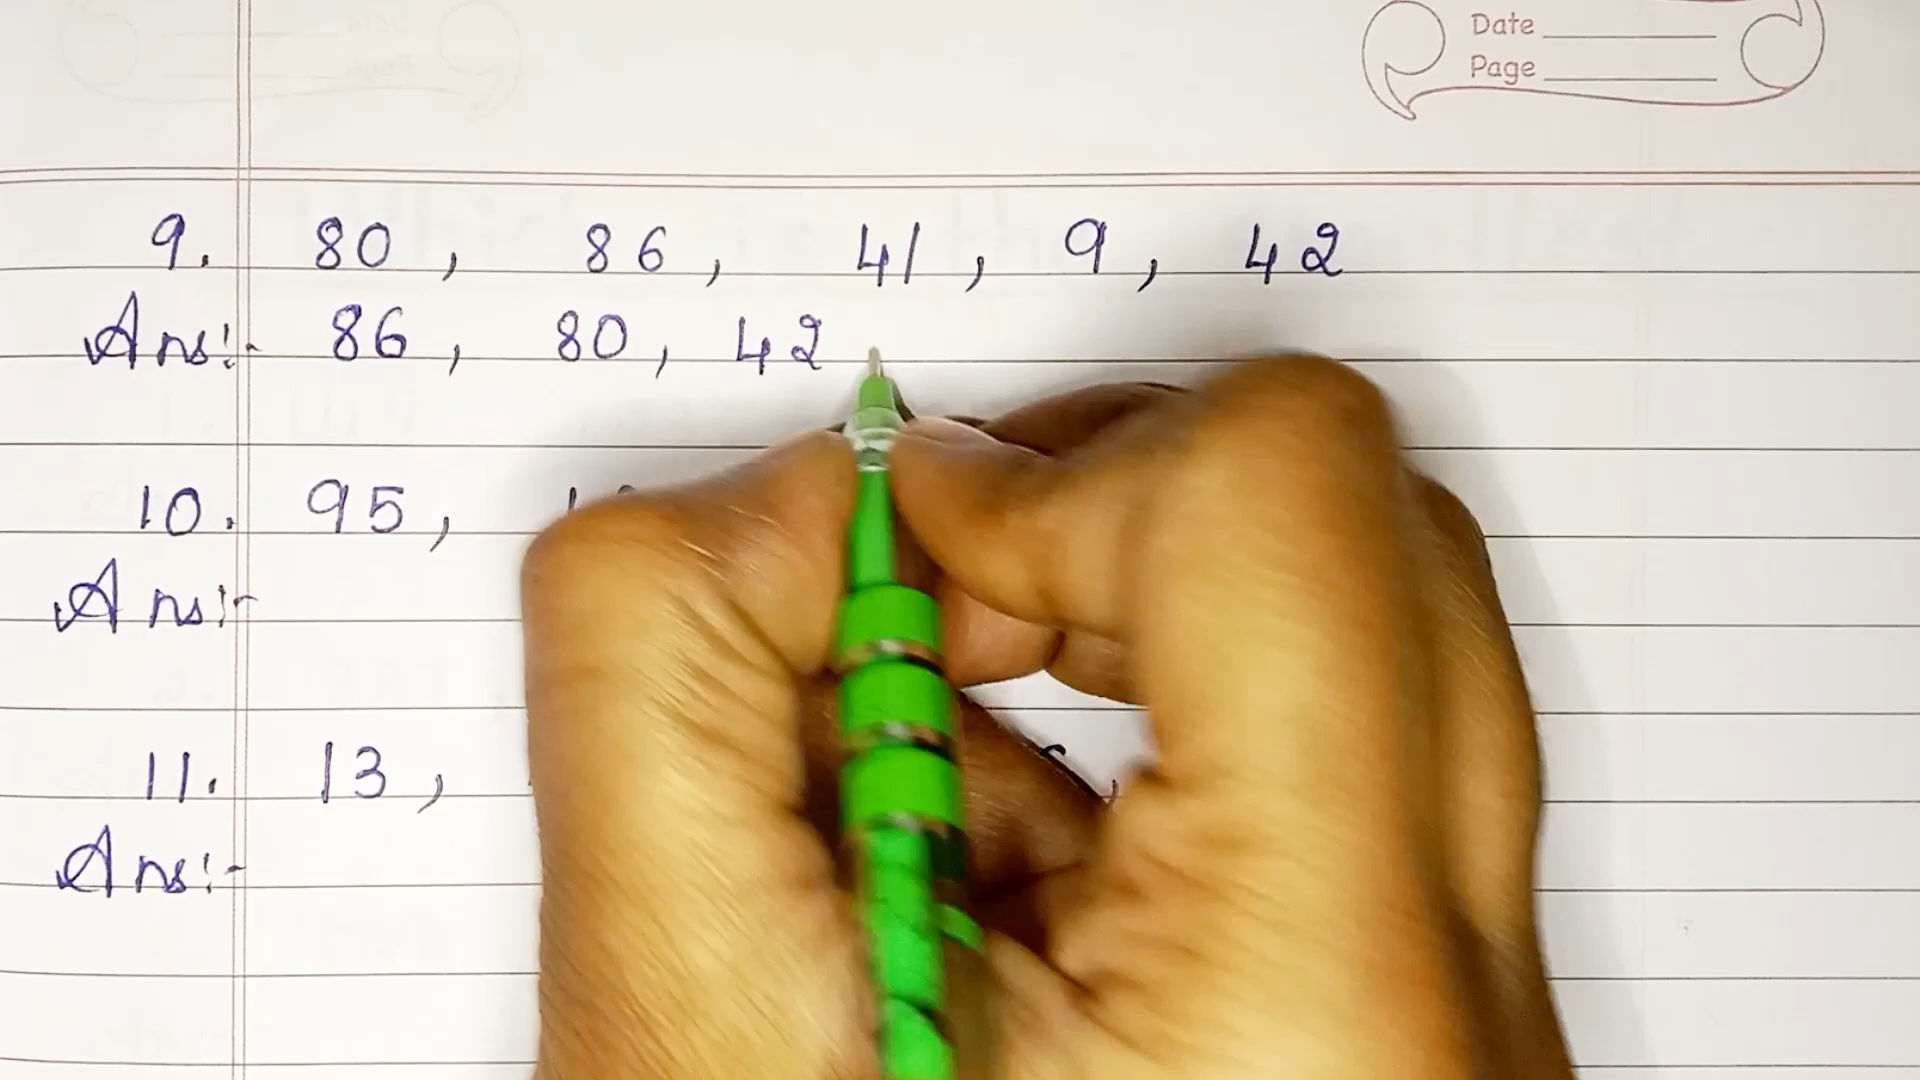 Date
Page
9. 80, 86, 41, 9, 42
Ans:- 86, 80, 42
10. 95,
Ans:-
11. 13,
Ans:-